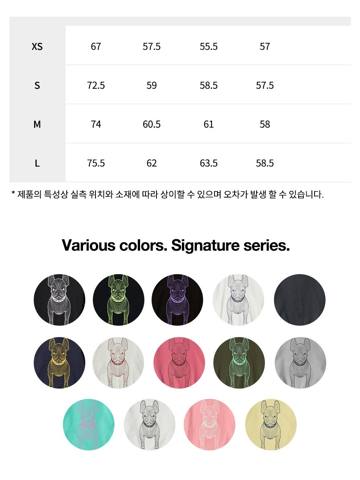 XS 67 57.5 55.5 57
S 72.5 59 58.5 57.5
M 74 60.5 61 58
L 75.5 62 63.5 58.5
* 제품의 특성상 실측 위치와 소재에 따라 상이할 수 있으며 오차가 발생 할 수 있습니다.
Various colors. Signature series.